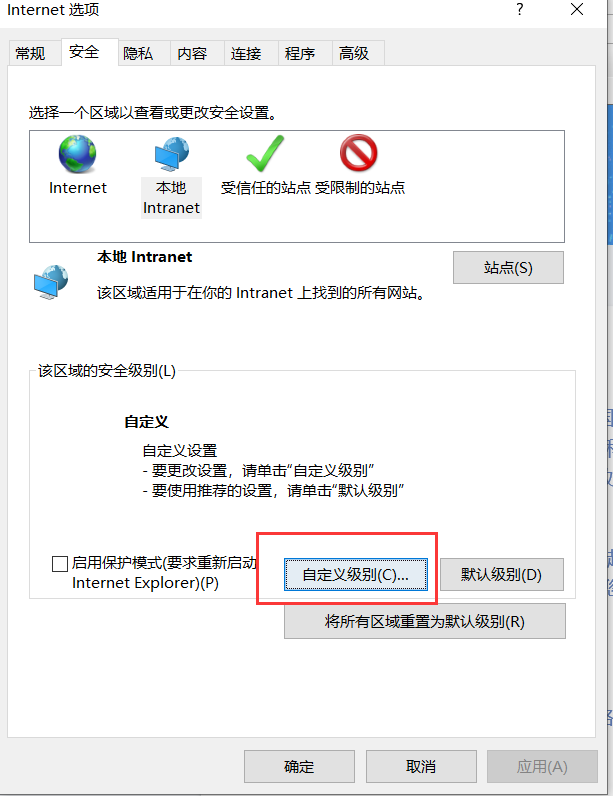 Internet 选项
?
常规 安全 隐私 内容 连接 程序 高级
选择一个区域以查看或更改安全设置。
Internet
本地
Intranet
受信任的站点 受限制的站点
本地 Intranet
站点(S)
该区域适用于在你的 Intranet 上找到的所有网站。
该区域的安全级别(L)
自定义
自定义设置
- 要更改设置，请单击“自定义级别”
- 要使用推荐的设置，请单击“默认级别”
启用保护模式(要求重新启动
Internet Explorer)(P)
自定义级别(C)...
默认级别(D)
将所有区域重置为默认级别(R)
确定 取消 应用(A)